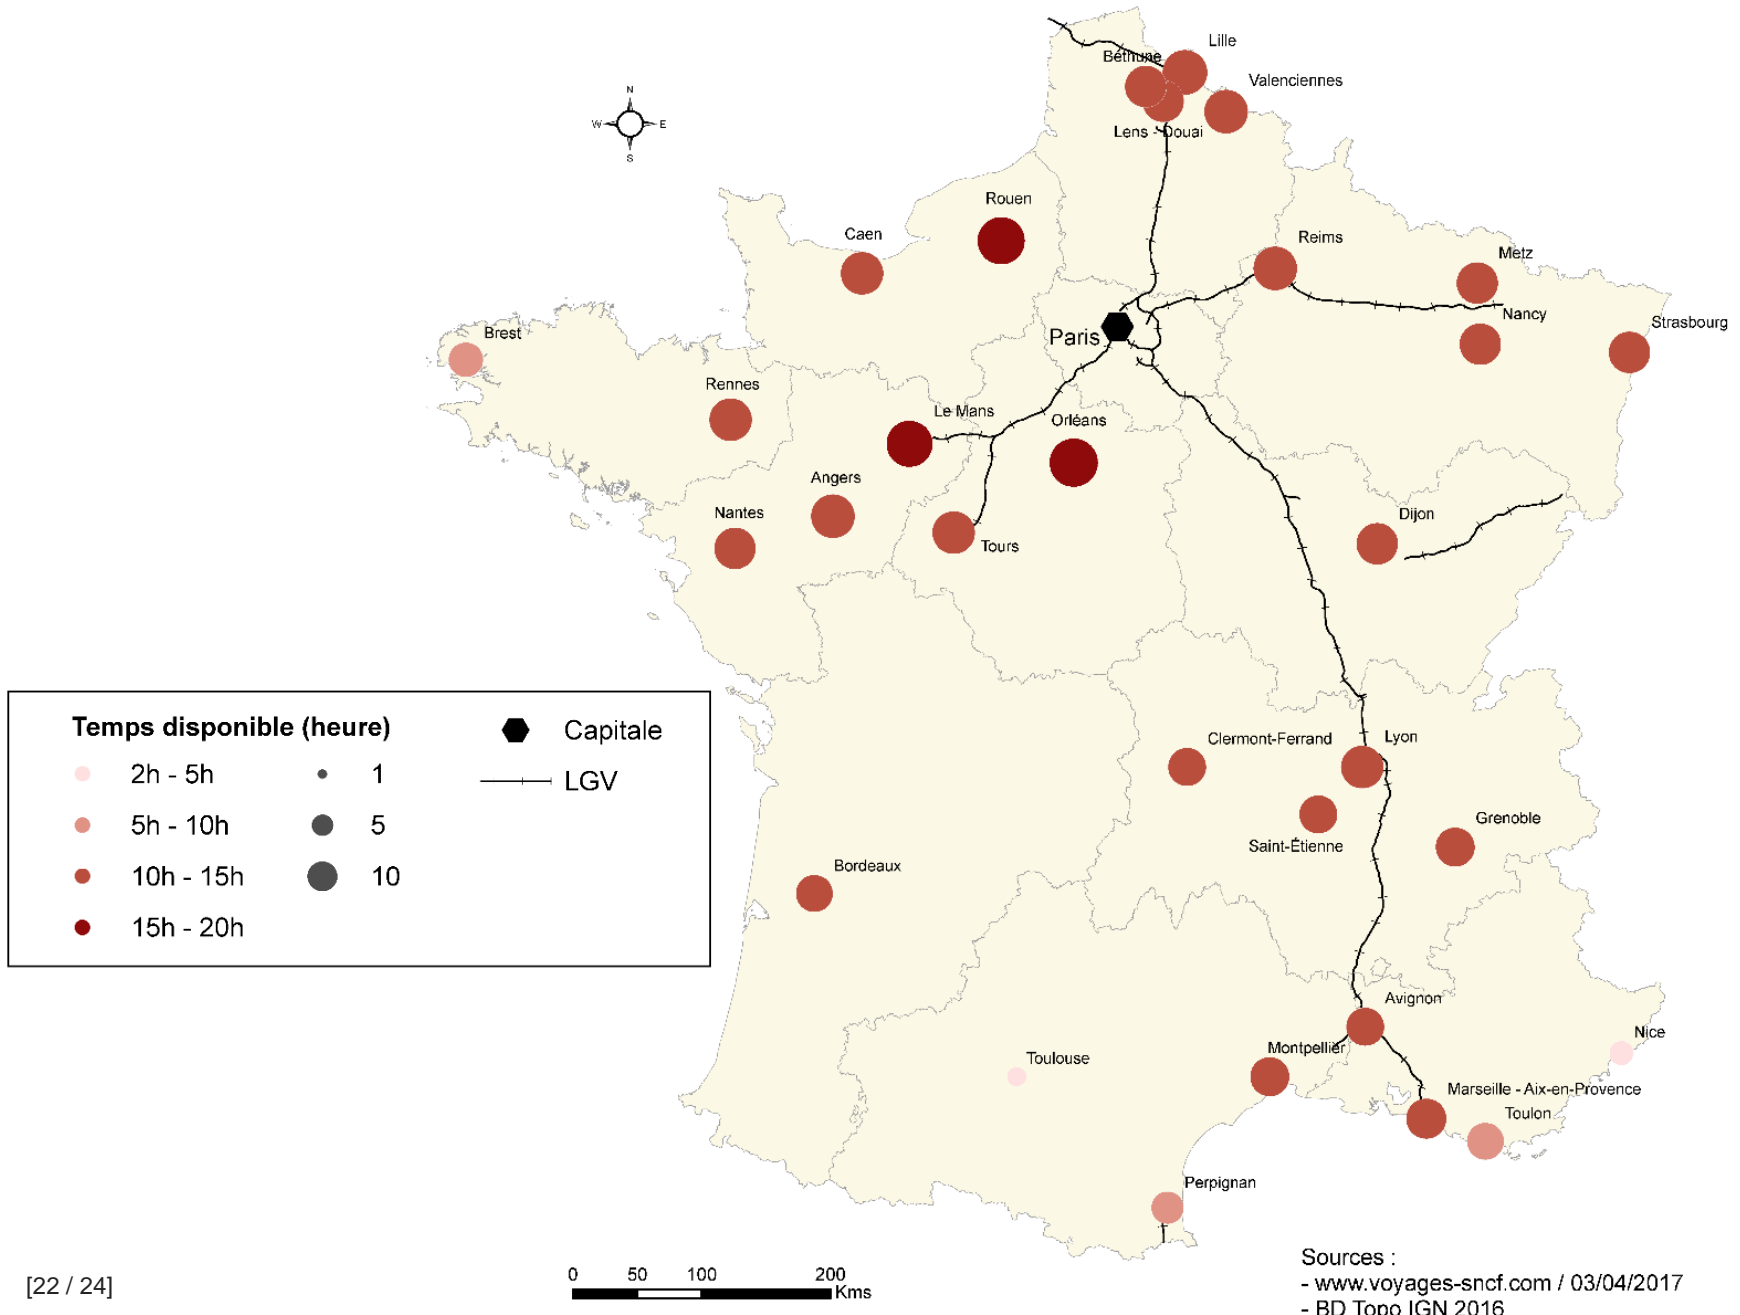 Lille
Béthune
Valenciennes
Lens - Douai
N
W
E
S
Rouen
Caen
Reims
Metz
Nancy
Strasbourg
Brest
Paris
Rennes
Le Mans
Orléans
Angers
Nantes
Tours
Dijon
Temps disponible (heure)
Capitale
2h - 5h
1
LGV
5h - 10h
5
10h - 15h
10
15h - 20h
Clermont-Ferrand
Lyon
Saint-Étienne
Grenoble
Bordeaux
Avignon
Nice
Toulouse
Montpellier
Marseille - Aix-en-Provence
Toulon
Perpignan
Sources :
- www.voyages-sncf.com / 03/04/2017
- BD Topo IGN 2016
0 50 100 200
Kms
[22 / 24]